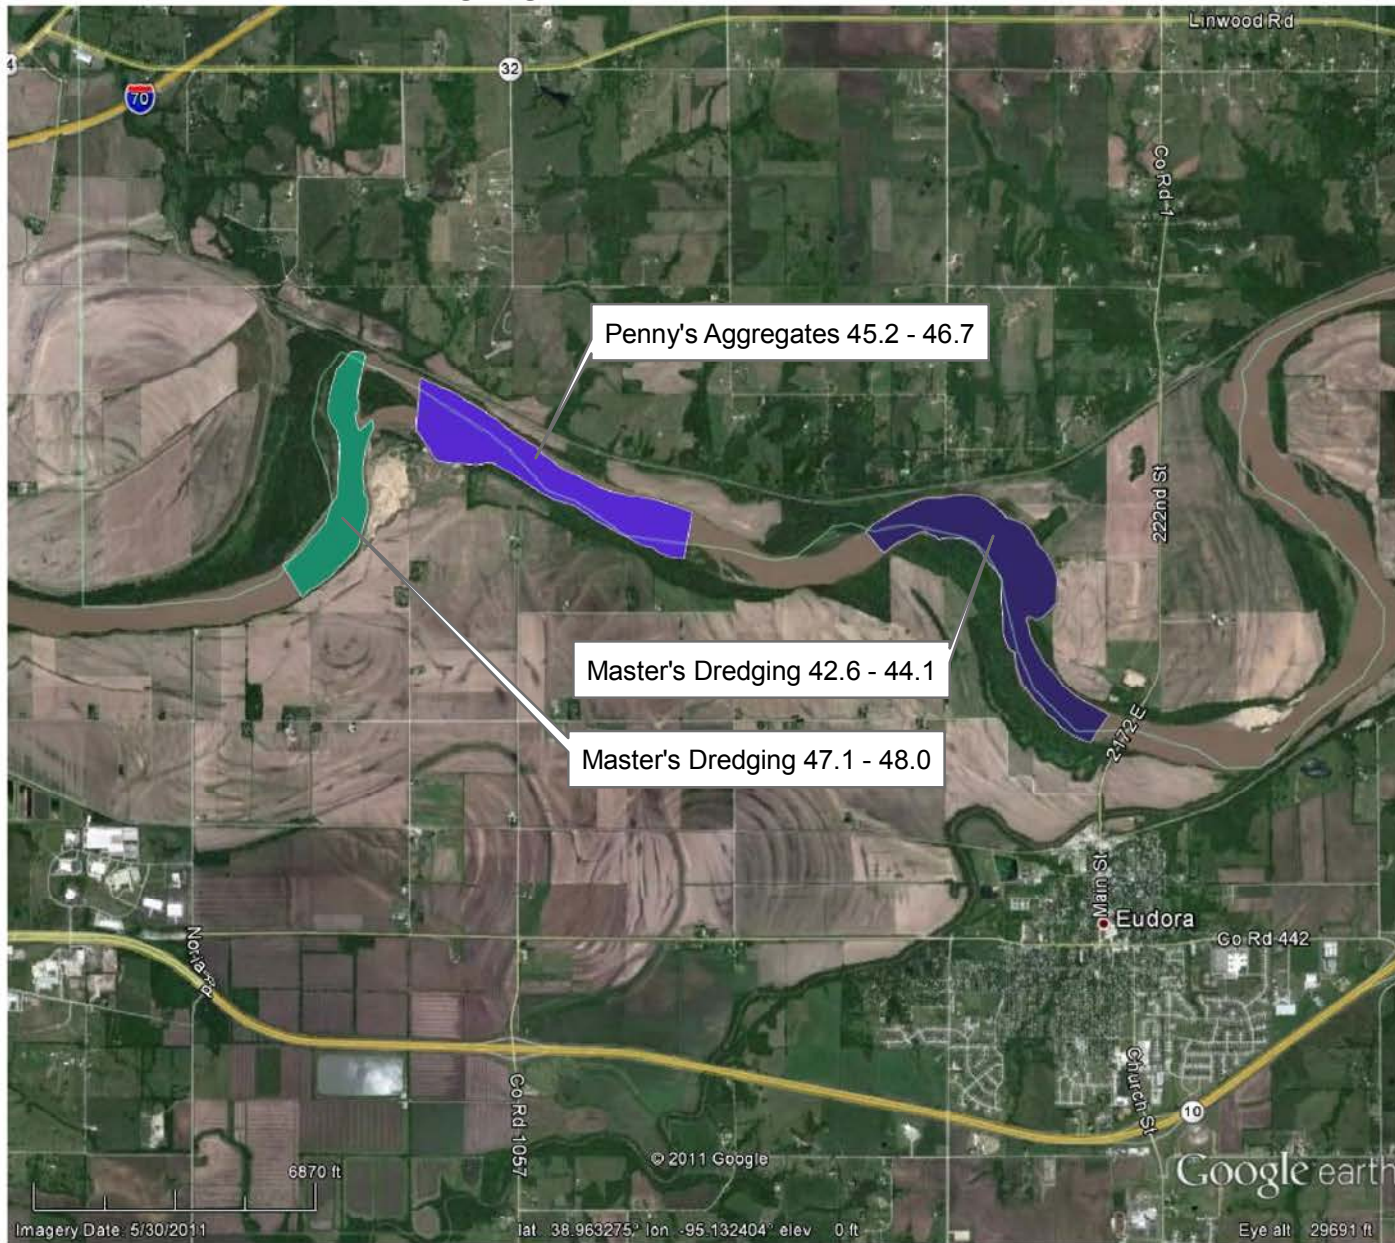 Linwood Rd
4
32
70
Co Rd 1
Penny's Aggregates 45.2 - 46.7
222nd St
Master's Dredging 42.6 - 44.1
2172 E
Master's Dredging 47.1 - 48.0
Main St
Eudora
Co Rd 442
Noria Rd
Co Rd 1057
Church St
10
6870 ft
© 2011 Google
Google earth
Imagery Date: 5/30/2011
lat 38.963275° lon -95.132404° elev 0 ft
Eye alt 29691 ft